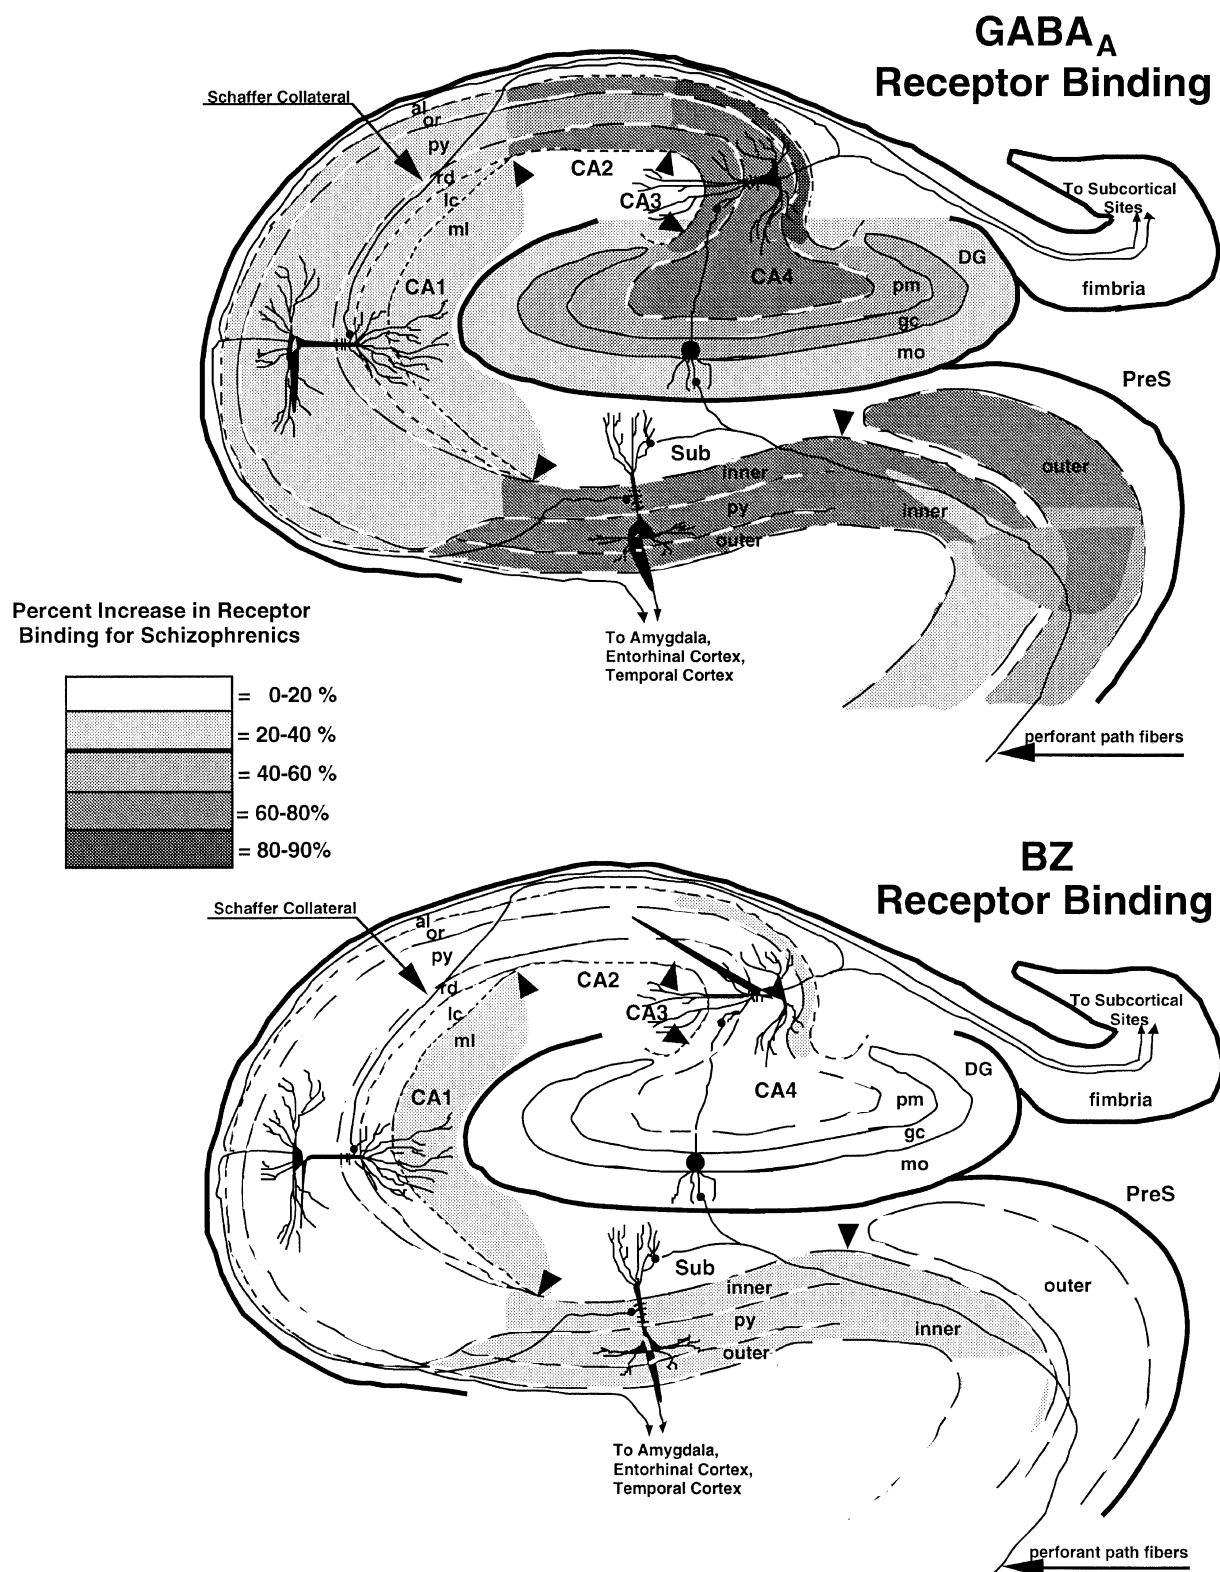 GABAA
Receptor Binding
Schaffer Collateral
al
or
py
rd
lc
ml
CA2
CA3
CA1
CA4
To Subcortical
Sites
DG
pm
fimbria
gc
mo
PreS
Sub
inner
outer
py
inner
outer
To Amygdala,
Entorhinal Cortex,
Temporal Cortex
perforant path fibers
Percent Increase in Receptor
Binding for Schizophrenics
= 0-20 %
= 20-40 %
= 40-60 %
= 60-80%
= 80-90%
BZ
Receptor Binding
Schaffer Collateral
al
or
py
rd
lc
ml
CA2
CA3
CA1
CA4
To Subcortical
Sites
DG
pm
fimbria
gc
mo
PreS
Sub
inner
outer
py
inner
outer
To Amygdala,
Entorhinal Cortex,
Temporal Cortex
perforant path fibers